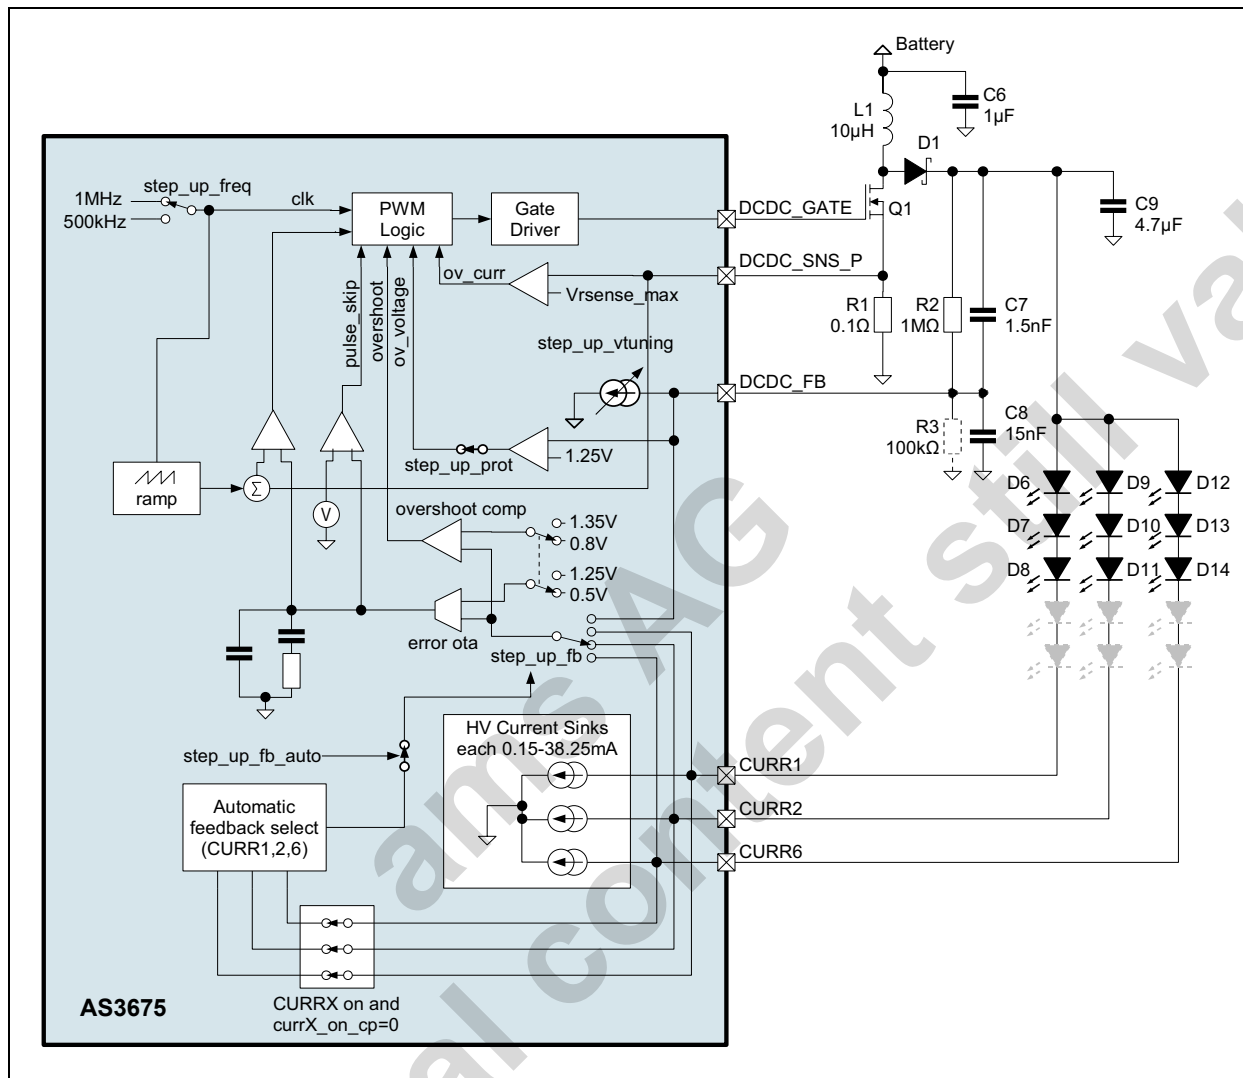 Battery
L1
10µH
C6
1µF
D1
Q1
C9
4.7µF
step_up_freq
1MHz
500kHz
clk
PWM
Logic
Gate
Driver
DCDC_GATE
DCDC_SNS_P
ov_curr
Vrsense_max
pulse_skip
overshoot
ov_voltage
R1
0.1Ω
R2
1MΩ
C7
1.5nF
step_up_vtuning
DCDC_FB
R3
100kΩ
C8
15nF
step_up_prot
1.25V
ramp
Σ
V
overshoot comp
1.35V
0.8V
1.25V
0.5V
error ota
step_up_fb
D6
D9
D12
D7
D10
D13
D8
D11
D14
HV Current Sinks
each 0.15-38.25mA
step_up_fb_auto
CURR1
CURR2
CURR6
Automatic
feedback select
(CURR1,2,6)
AS3675
CURRX on and
currX_on_cp=0
ams AG
al content still va